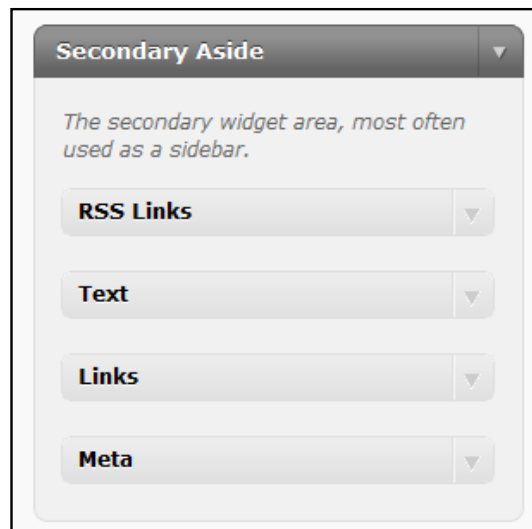 Secondary Aside
The secondary widget area, most often
used as a sidebar.
RSS Links
Text
Links
Meta